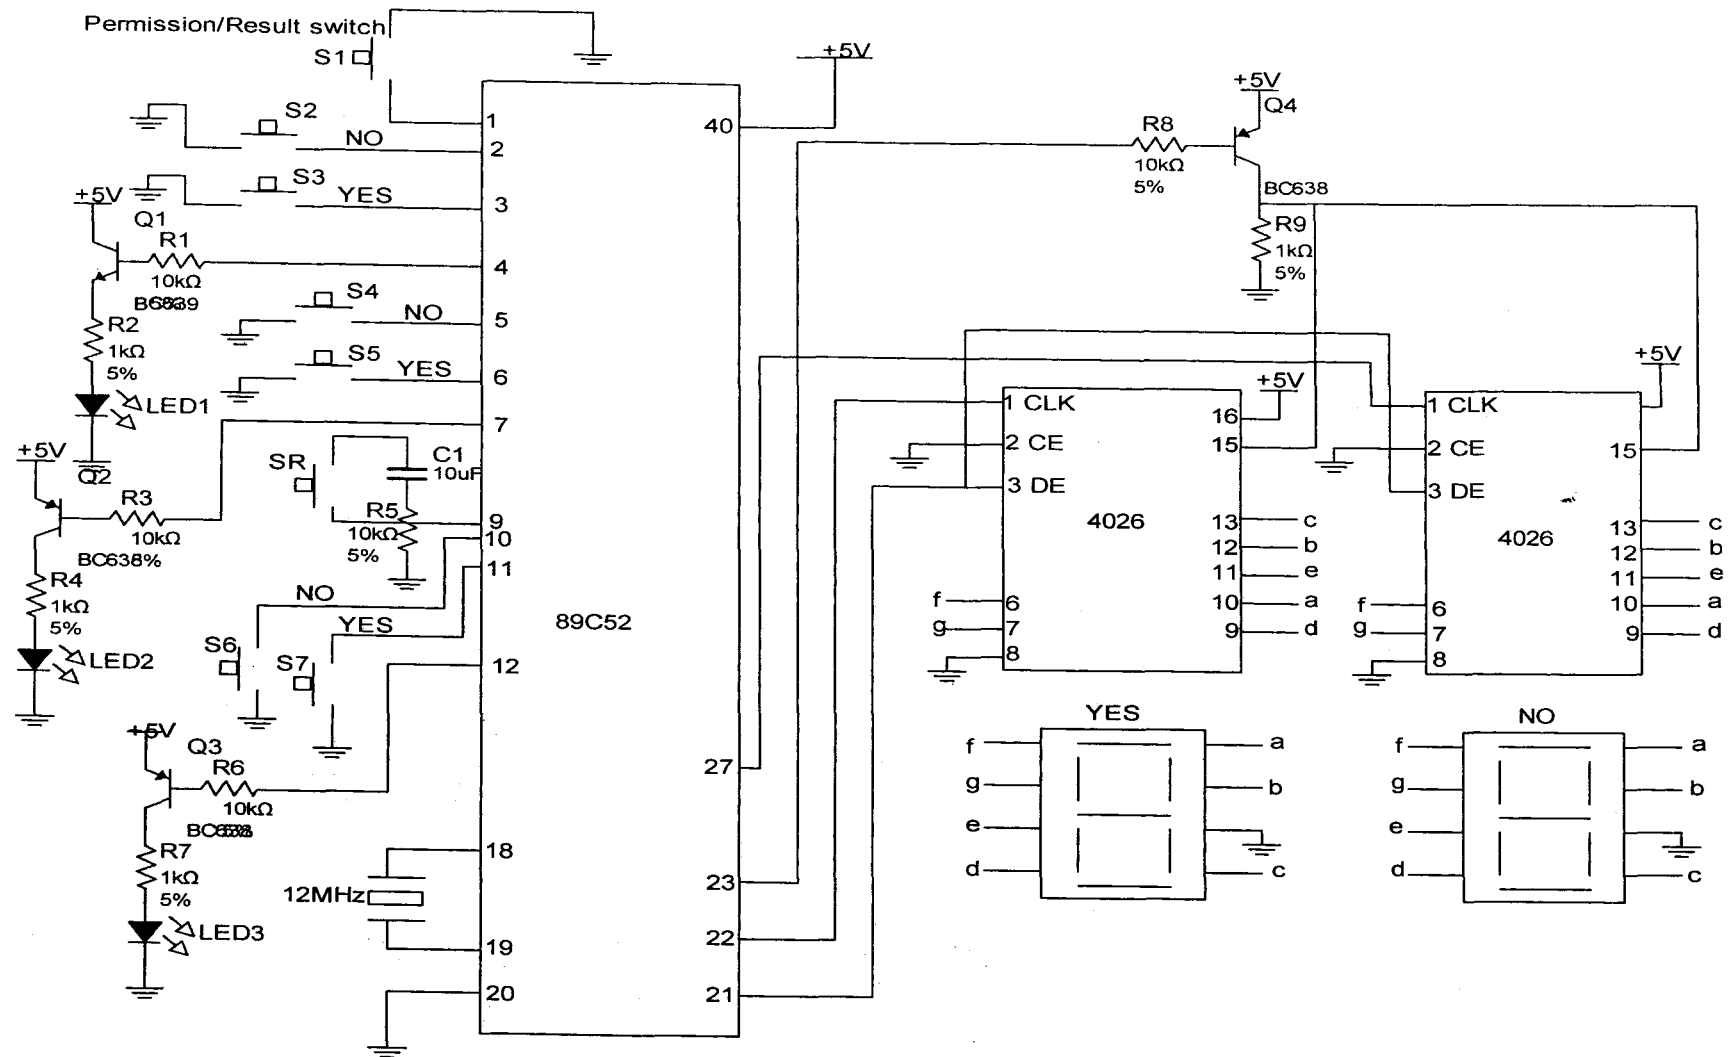 Permission/Result switch
S1
S2
NO
S3
YES
+5V
Q1
R1
10kΩ
R2
1kΩ
5%
LED1
S4
NO
S5
YES
+5V
Q2
R3
10kΩ
BC638%
R4
1kΩ
5%
LED2
SR
C1
10uF
R5
10kΩ
5%
NO
YES
S6
S7
+5V
Q3
R6
10kΩ
R7
1kΩ
5%
LED3
12MHz
1
2
3
4
5
6
7
9
10
11
12
18
19
20
89C52
40
27
23
22
21
+5V
+5V
Q4
R8
10kΩ
5%
BC638
R9
1kΩ
5%
+5V
1 CLK
2 CE
3 DE
4026
16
15
13 c
12 b
11 e
10 a
9 d
f 6
g 7
8
+5V
1 CLK
2 CE
3 DE
4026
15
13 c
12 b
11 e
10 a
9 d
f 6
g 7
8
YES
f
g
e
d
a
b
c
NO
f
g
e
d
a
b
c